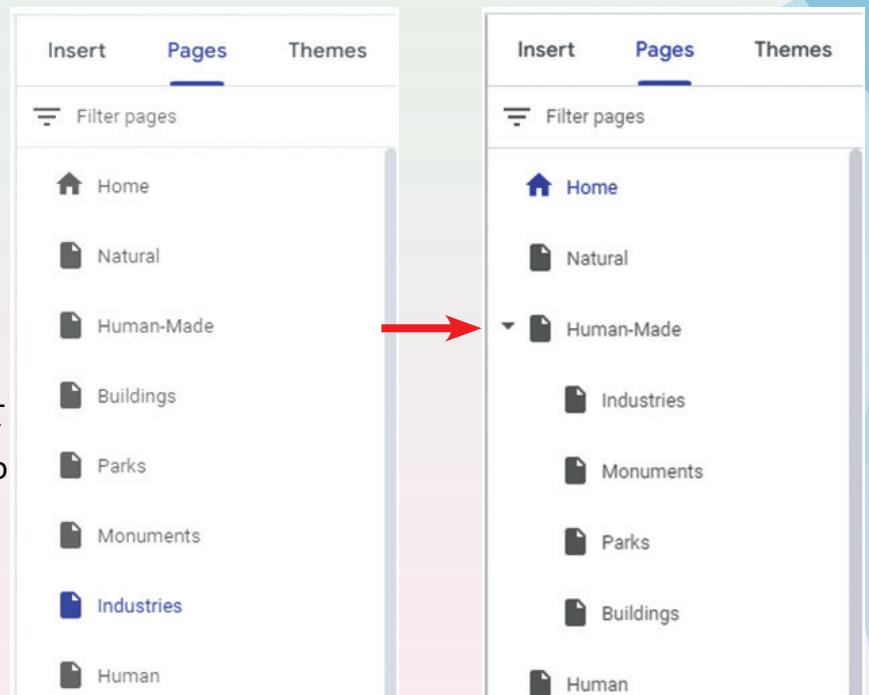 Insert Pages Themes
Filter pages
Home
Natural
Human-Made
Buildings
Parks
Monuments
Industries
Human
Insert Pages Themes
Filter pages
Home
Natural
Human-Made
Industries
Monuments
Parks
Buildings
Human